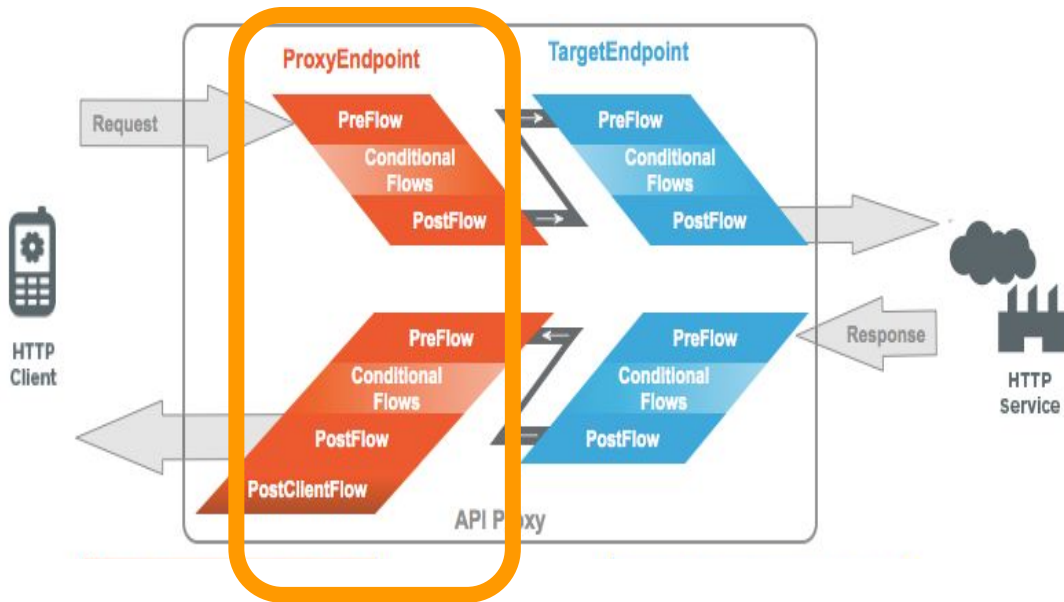 ProxyEndpoint
TargetEndpoint
Request
PreFlow
Conditional
Flows
PostFlow
PreFlow
Conditional
Flows
PostFlow
HTTP
Client
PreFlow
Conditional
Flows
PostFlow
PostClientFlow
PreFlow
Conditional
Flows
PostFlow
Response
HTTP
Service
API Proxy